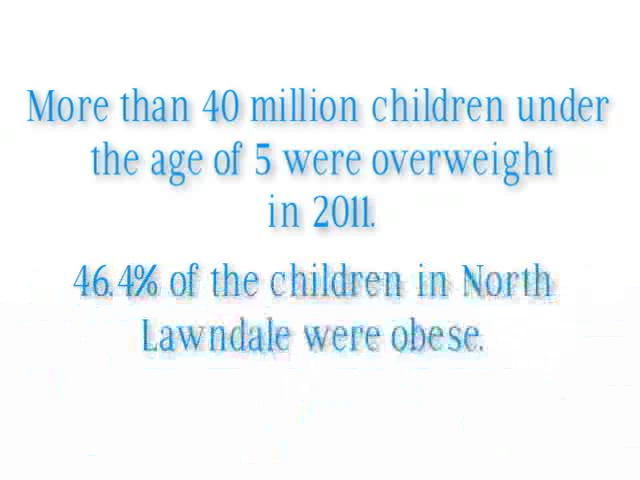 More than 40 million children under
the age of 5 were overweight
in 2011.
46.4% of the children in North
Lawndale were obese.